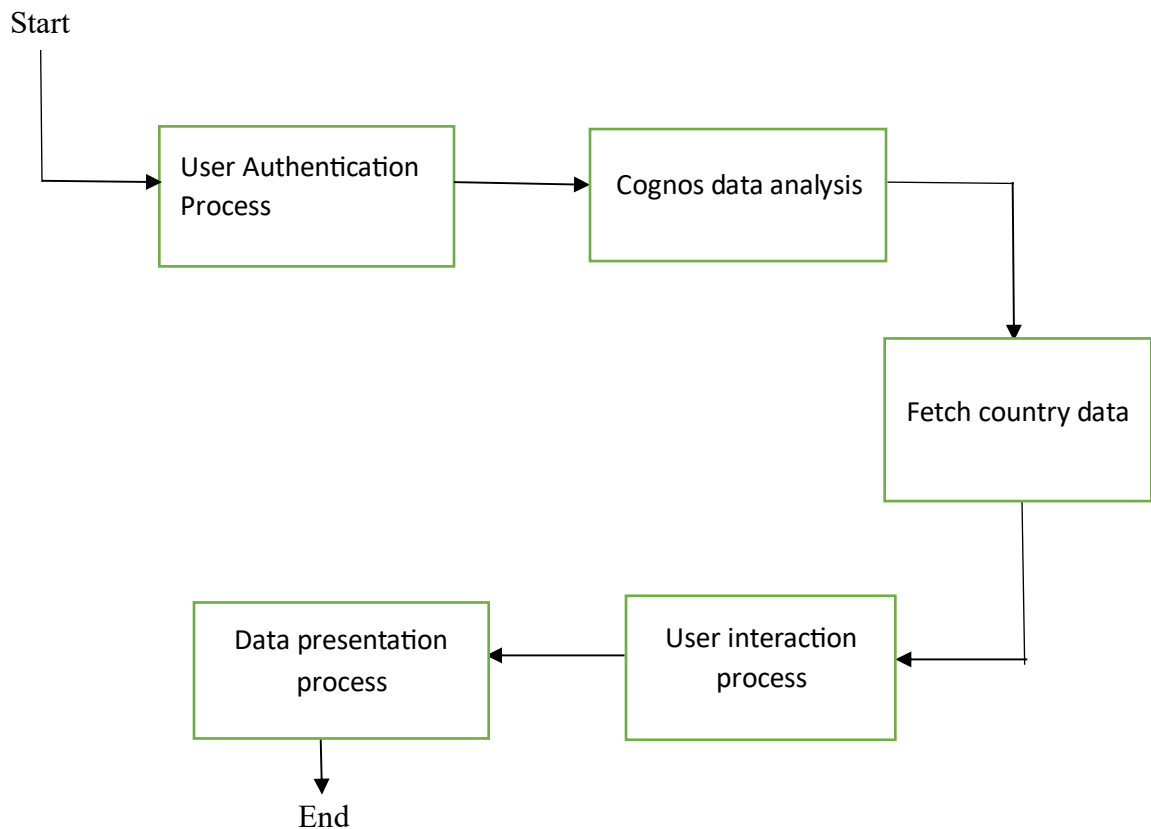 Start
User Authentication
Process
Cognos data analysis
Fetch country data
User interaction
process
Data presentation
process
End